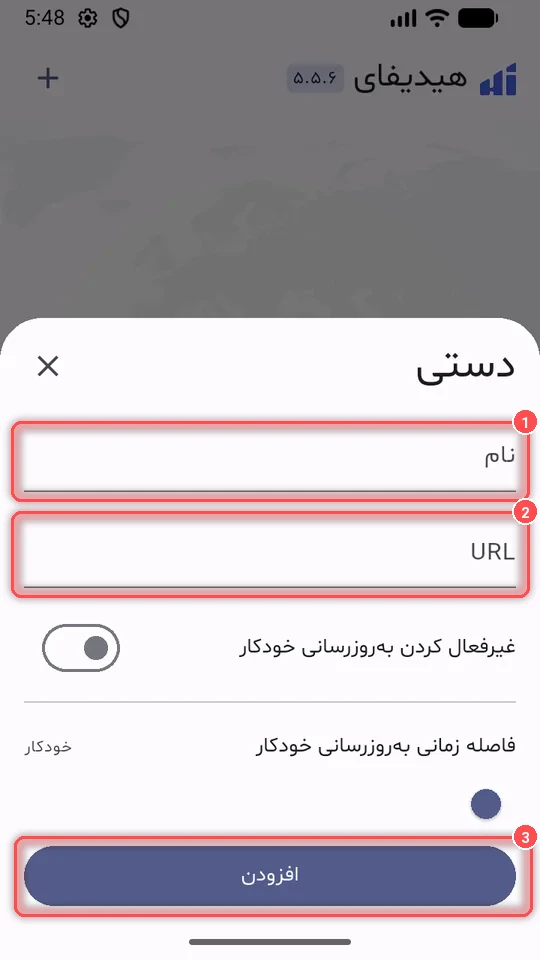 5:48
هیدیفای ۵.۵.۶
دستی
1
نام
2
URL
غیرفعال کردن به‌روزرسانی خودکار
فاصله زمانی به‌روزرسانی خودکار خودکار
3
افزودن